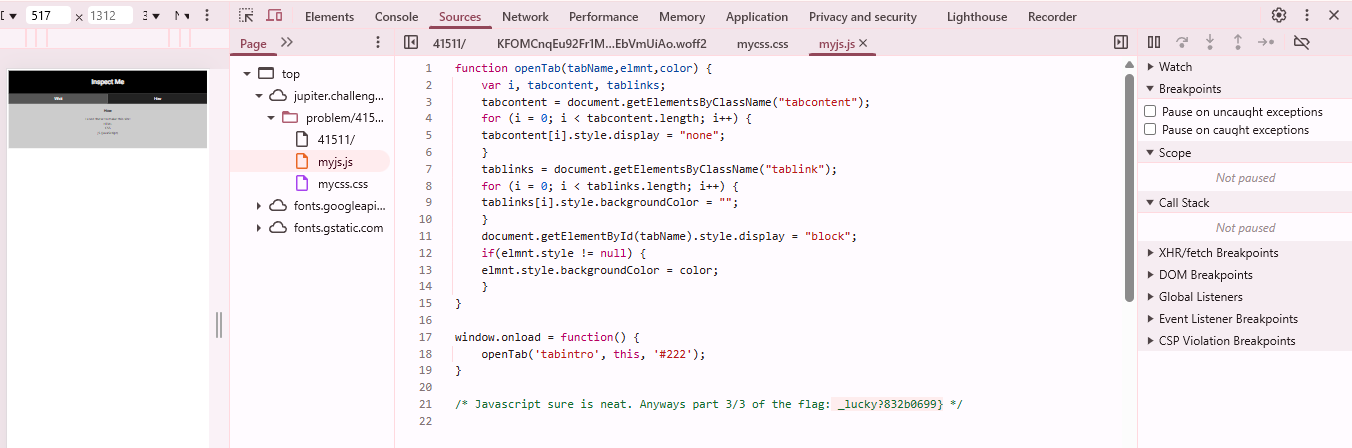 517 × 1312
Elements Console Sources Network Performance Memory Application Privacy and security Lighthouse Recorder
Page
41511/ KFOMCnqEu92Fr1M...EbVmUiAo.woff2 mycss.css myjs.js
Inspect Me
What How
How
top
jupiter.challeng...
problem/415...
41511/
myjs.js
mycss.css
fonts.googleapi...
fonts.gstatic.com
1 function openTab(tabName,elmnt,color) {
2 var i, tabcontent, tablinks;
3 tabcontent = document.getElementsByClassName("tabcontent");
4 for (i = 0; i < tabcontent.length; i++) {
5 tabcontent[i].style.display = "none";
6 }
7 tablinks = document.getElementsByClassName("tablink");
8 for (i = 0; i < tablinks.length; i++) {
9 tablinks[i].style.backgroundColor = "";
10 }
11 document.getElementById(tabName).style.display = "block";
12 if(elmnt.style != null) {
13 elmnt.style.backgroundColor = color;
14 }
15 }
16
17 window.onload = function() {
18 openTab('tabintro', this, '#222');
19 }
20
21 /* Javascript sure is neat. Anyways part 3/3 of the flag: _lucky?832b0699} */
22
Watch
Breakpoints
Pause on uncaught exceptions
Pause on caught exceptions
Scope
Not paused
Call Stack
Not paused
XHR/fetch Breakpoints
DOM Breakpoints
Global Listeners
Event Listener Breakpoints
CSP Violation Breakpoints